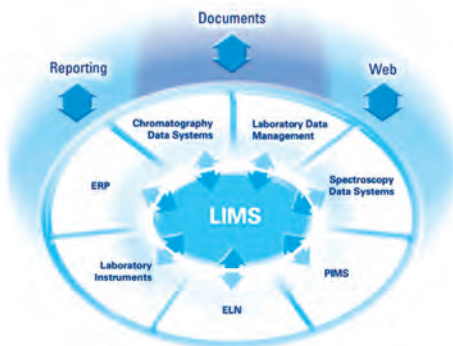 Documents
Reporting
Web
Chromatography
Data Systems
Laboratory Data
Management
ERP
Spectroscopy
Data Systems
LIMS
Laboratory
Instruments
PIMS
ELN